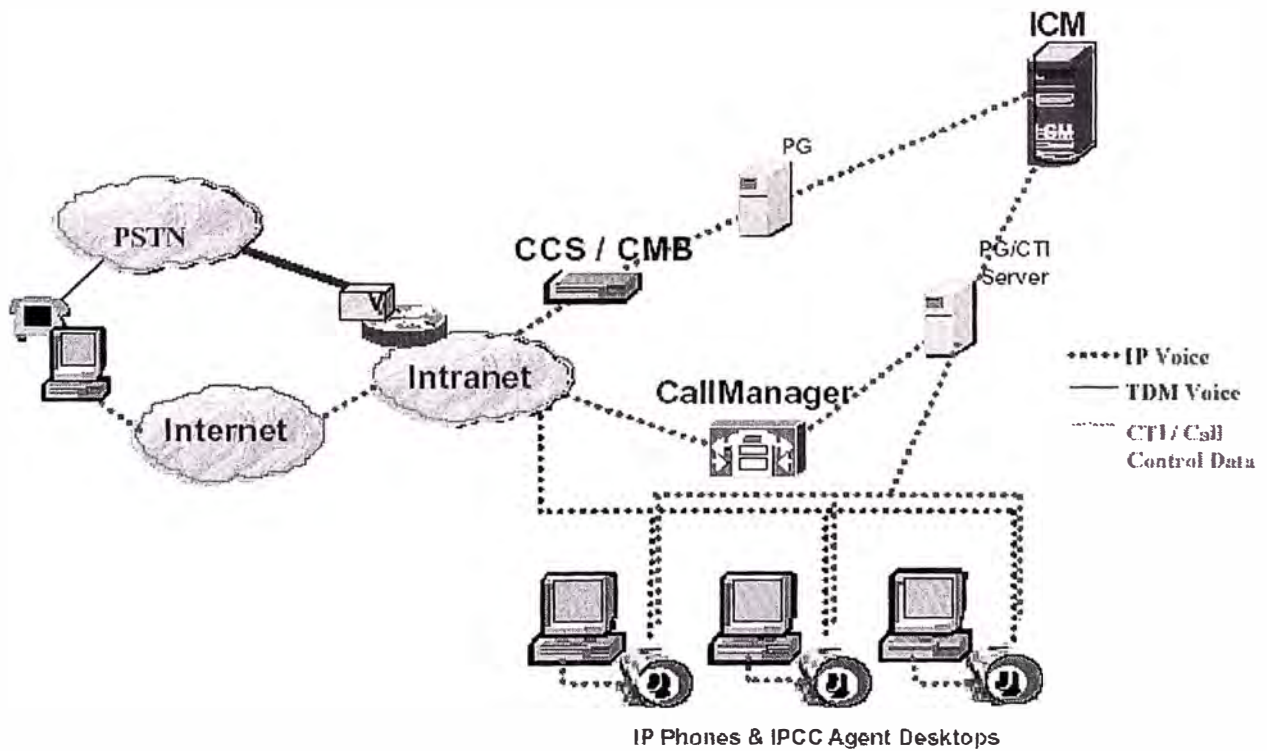 ICM
PG
PSTN
CCS / CMB
PG/CTI
Server
V
Intranet
CallManager
Internet
IP Voice
TDM Voice
CTI / Call
Control Data
IP Phones & IPCC Agent Desktops